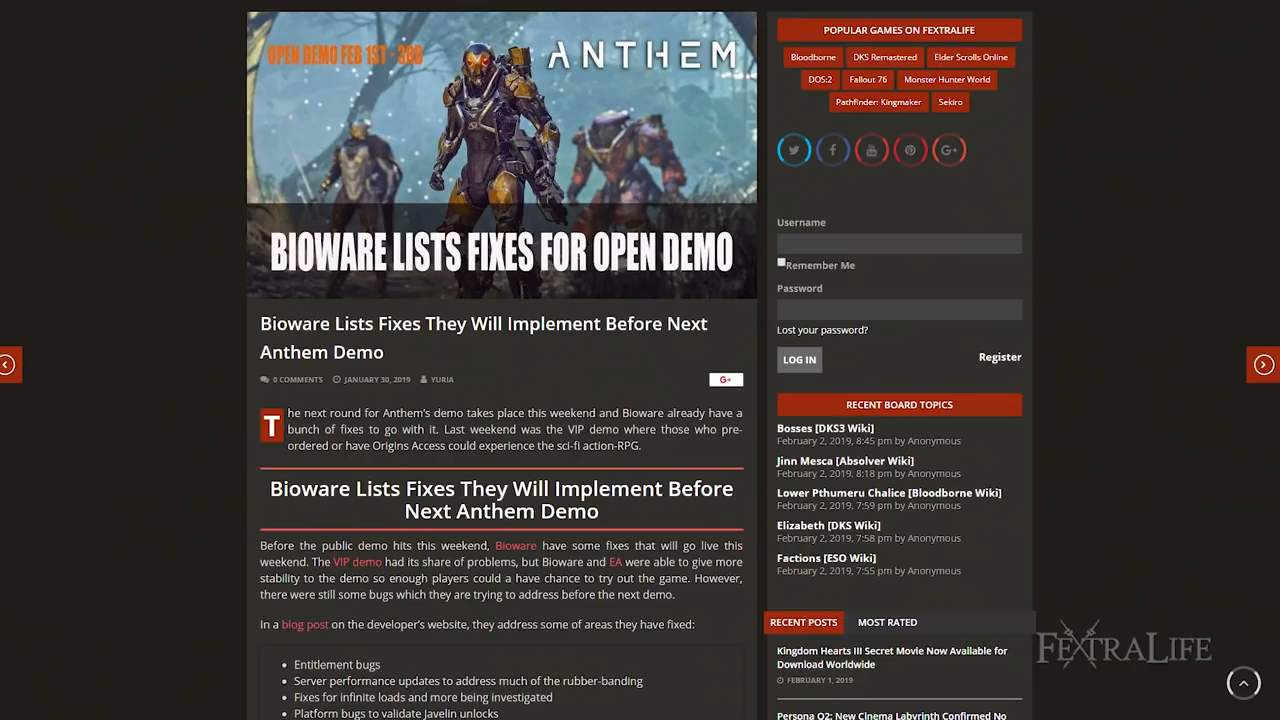 OPEN DEMO FEB 1ST - 3RD
ANTHEM
BIOWARE LISTS FIXES FOR OPEN DEMO
Bioware Lists Fixes They Will Implement Before Next
Anthem Demo
0 COMMENTS JANUARY 30, 2019 YURIA
G+
The next round for Anthem's demo takes place this weekend and Bioware already have a
bunch of fixes to go with it. Last weekend was the VIP demo where those who pre-
ordered or have Origins Access could experience the sci-fi action-RPG.
Bioware Lists Fixes They Will Implement Before
Next Anthem Demo
Before the public demo hits this weekend, Bioware have some fixes that will go live this
weekend. The VIP demo had its share of problems, but Bioware and EA were able to give more
stability to the demo so enough players could a have chance to try out the game. However,
there were still some bugs which they are trying to address before the next demo.
In a blog post on the developer's website, they address some of areas they have fixed:
Entitlement bugs
Server performance updates to address much of the rubber-banding
Fixes for infinite loads and more being investigated
Platform bugs to validate Javelin unlocks
POPULAR GAMES ON FEXTRALIFE
Bloodborne DKS Remastered Elder Scrolls Online
DOS:2 Fallout 76 Monster Hunter World
Pathfinder: Kingmaker Sekiro
G+
Username
Remember Me
Password
Lost your password?
LOG IN Register
RECENT BOARD TOPICS
Bosses [DKS3 Wiki]
February 2, 2019, 8:45 pm by Anonymous
Jinn Mesca [Absolver Wiki]
February 2, 2019, 8:18 pm by Anonymous
Lower Pthumeru Chalice [Bloodborne Wiki]
February 2, 2019, 7:59 pm by Anonymous
Elizabeth [DKS Wiki]
February 2, 2019, 7:58 pm by Anonymous
Factions [ESO Wiki]
February 2, 2019, 7:55 pm by Anonymous
RECENT POSTS MOST RATED
Kingdom Hearts III Secret Movie Now Available for
Download Worldwide
FEBRUARY 1, 2019
Persona Q2: New Cinema Labyrinth Confirmed No
FEXTRALIFE